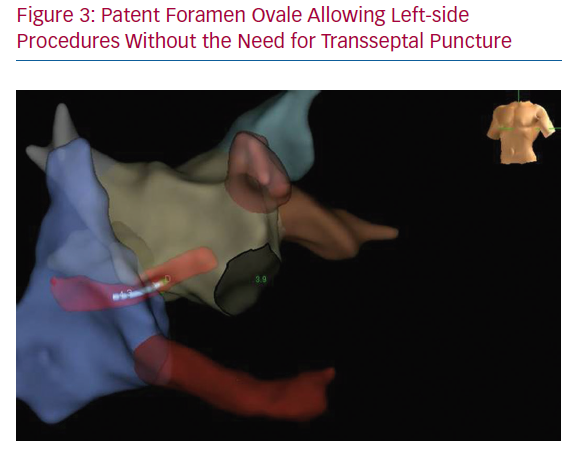 Figure 3: Patent Foramen Ovale Allowing Left-side
Procedures Without the Need for Transseptal Puncture
3.9